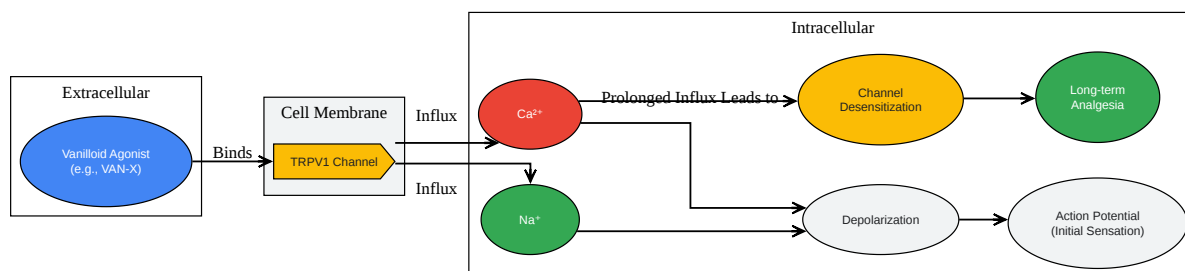 Intracellular
Extracellular
Vanilloid Agonist
(e.g., VAN-X)
Binds
Cell Membrane
TRPV1 Channel
Influx
Influx
Ca²⁺
Na⁺
Prolonged Influx Leads to
Channel
Desensitization
Long-term
Analgesia
Depolarization
Action Potential
(Initial Sensation)